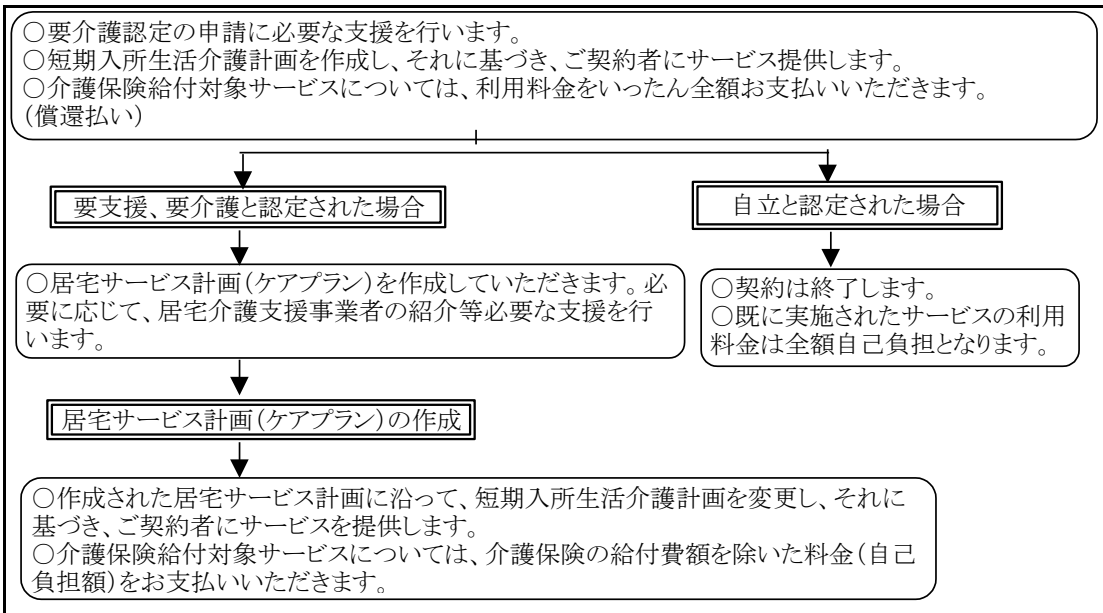 ○要介護認定の申請に必要な支援を行います。
○短期入所生活介護計画を作成し、それに基づき、ご契約者にサービス提供します。
○介護保険給付対象サービスについては、利用料金をいったん全額お支払いいただきます。
(償還払い)
要支援、要介護と認定された場合
自立と認定された場合
○居宅サービス計画(ケアプラン)を作成していただきます。必
要に応じて、居宅介護支援事業者の紹介等必要な支援を行
います。
○契約は終了します。
○既に実施されたサービスの利用
料金は全額自己負担となります。
居宅サービス計画(ケアプラン)の作成
○作成された居宅サービス計画に沿って、短期入所生活介護計画を変更し、それに
基づき、ご契約者にサービスを提供します。
○介護保険給付対象サービスについては、介護保険の給付費額を除いた料金(自己
負担額)をお支払いいただきます。